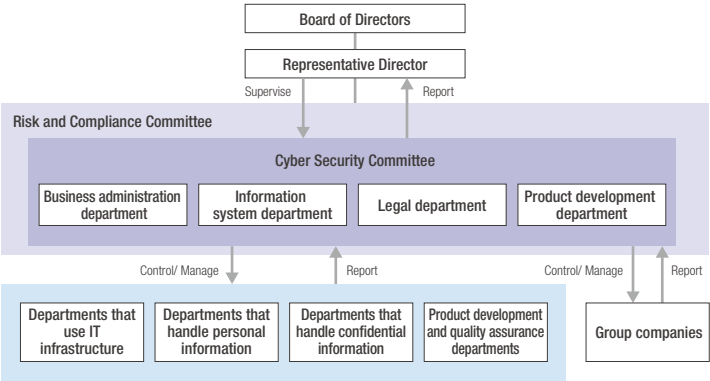 Board of Directors
Representative Director
Supervise
Report
Risk and Compliance Committee
Cyber Security Committee
Business administration
department
Information
system department
Legal department
Product development
department
Control/ Manage
Report
Control/ Manage
Report
Departments that
use IT
infrastructure
Departments that
handle personal
information
Departments that
handle confidential
information
Product development
and quality assurance
departments
Group companies